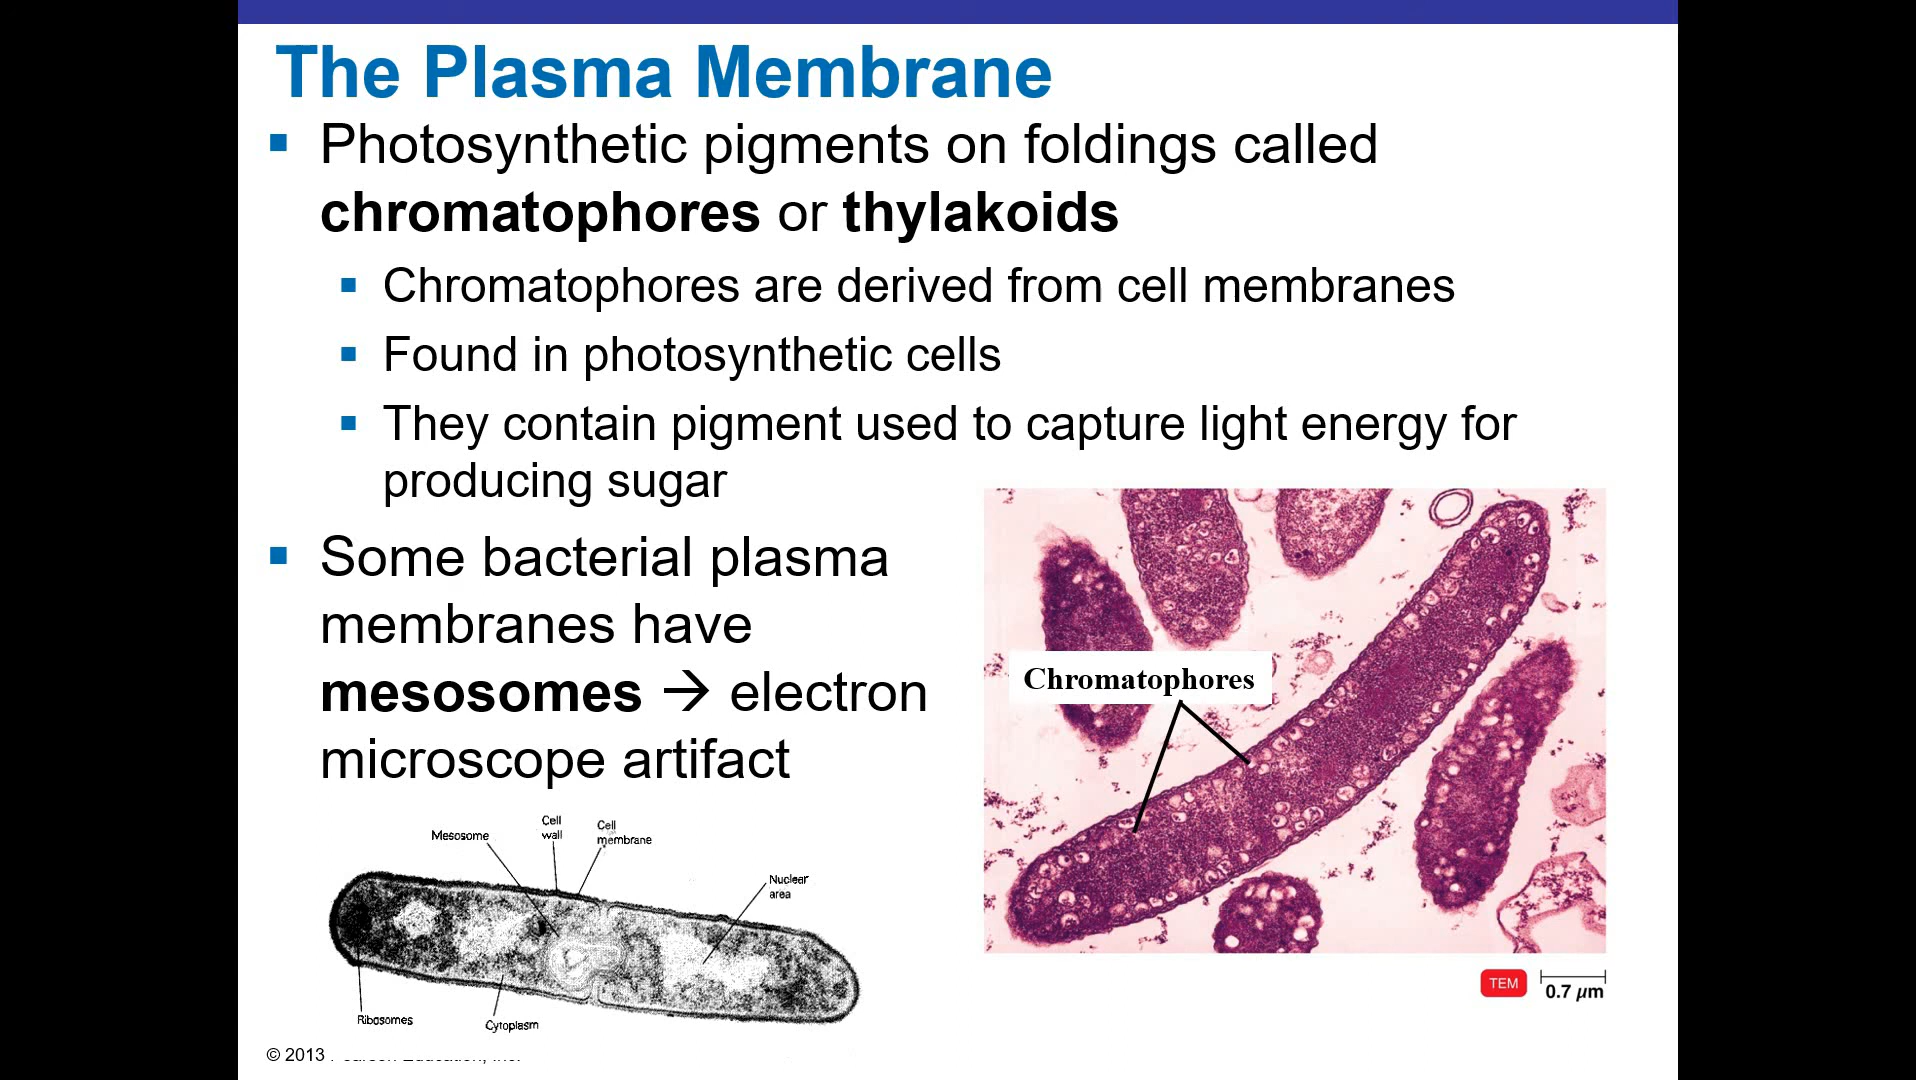 The Plasma Membrane
Photosynthetic pigments on foldings called
chromatophores or thylakoids
Chromatophores are derived from cell membranes
Found in photosynthetic cells
They contain pigment used to capture light energy for
producing sugar
Some bacterial plasma
membranes have
mesosomes → electron
microscope artifact
Chromatophores
Mesosome
Cell
wall
Cell
membrane
Nuclear
area
Ribosomes
Cytoplasm
TEM
0.7 µm
© 2013